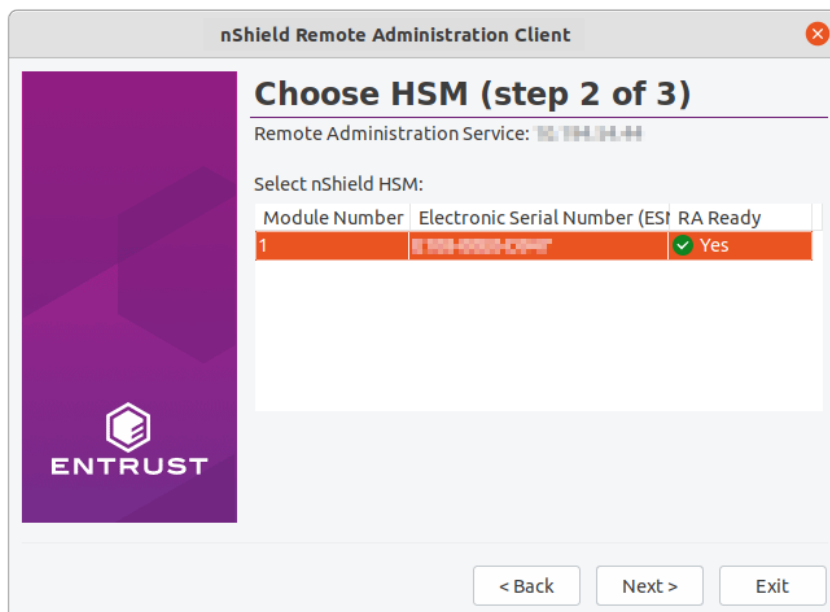 nShield Remote Administration Client
Choose HSM (step 2 of 3)
Remote Administration Service:
Select nShield HSM:
Module Number Electronic Serial Number (ESI RA Ready
1 Yes
ENTRUST
< Back Next > Exit